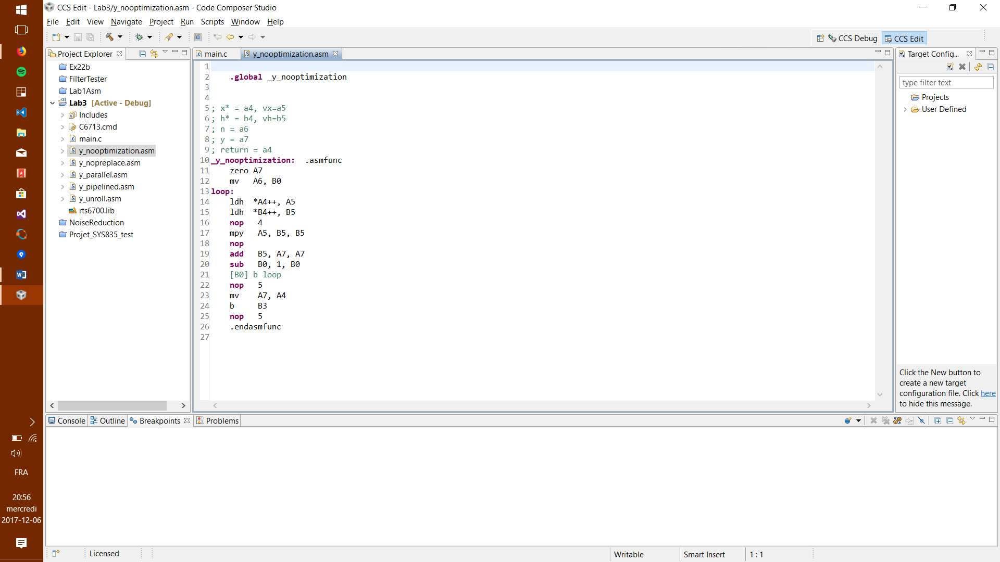 CCS Edit - Lab3/y_nooptimization.asm - Code Composer Studio
File Edit View Navigate Project Run Scripts Window Help
CCS Debug CCS Edit
Project Explorer
Ex22b
FilterTester
Lab1Asm
Lab3 [Active - Debug]
Includes
C6713.cmd
main.c
y_nooptimization.asm
y_nopreplace.asm
y_parallel.asm
y_pipelined.asm
y_unroll.asm
rts6700.lib
NoiseReduction
Projet_SYS835_test
main.c y_nooptimization.asm
1
2 .global _y_nooptimization
3
4
5 ; x* = a4, vx=a5
6 ; h* = b4, vh=b5
7 ; n = a6
8 ; y = a7
9 ; return = a4
10 _y_nooptimization: .asmfunc
11 zero A7
12 mv A6, B0
13 loop:
14 ldh *A4++, A5
15 ldh *B4++, B5
16 nop 4
17 mpy A5, B5, B5
18 nop
19 add B5, A7, A7
20 sub B0, 1, B0
21 [B0] b loop
22 nop 5
23 mv A7, A4
24 b B3
25 nop 5
26 .endasmfunc
27
Target Config...
type filter text
Projects
User Defined
Click the New button to
create a new target
configuration file. Click here
to hide this message.
Console Outline Breakpoints Problems
FRA
20:56
mercredi
2017-12-06
Licensed
Writable
Smart Insert
1 : 1